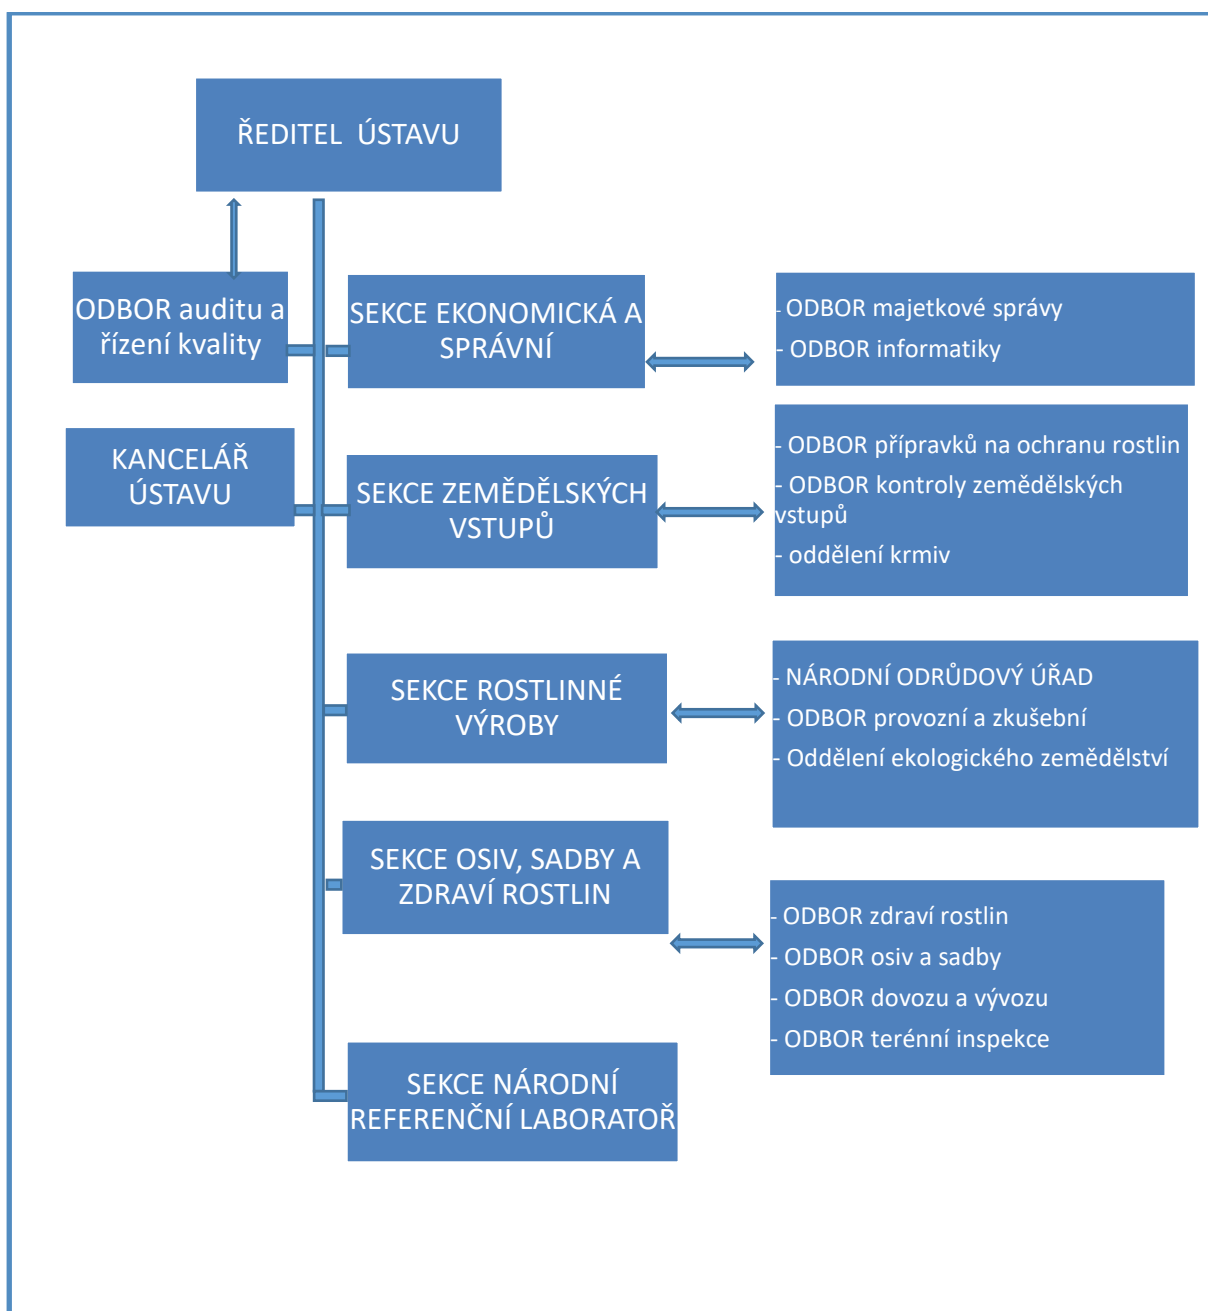 ŘEDITEL ÚSTAVU
ODBOR auditu a
řízení kvality
SEKCE EKONOMICKÁ A
SPRÁVNÍ
- ODBOR majetkové správy
- ODBOR informatiky
KANCELÁŘ
ÚSTAVU
SEKCE ZEMĚDĚLSKÝCH
VSTUPŮ
- ODBOR přípravků na ochranu rostlin
- ODBOR kontroly zemědělských
vstupů
- oddělení krmiv
SEKCE ROSTLINNÉ
VÝROBY
- NÁRODNÍ ODRŮDOVÝ ÚŘAD
- ODBOR provozní a zkušební
- Oddělení ekologického zemědělství
SEKCE OSIV, SADBY A
ZDRAVÍ ROSTLIN
- ODBOR zdraví rostlin
- ODBOR osiv a sadby
- ODBOR dovozu a vývozu
- ODBOR terénní inspekce
SEKCE NÁRODNÍ
REFERENČNÍ LABORATOŘ